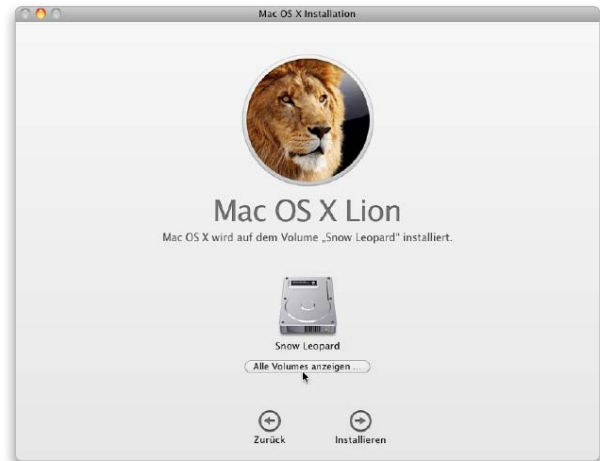 Mac OS X Installation
Mac OS X Lion
Mac OS X wird auf dem Volume „Snow Leopard“ installiert.
Snow Leopard
Alle Volumes anzeigen ...
Zurück
Installieren